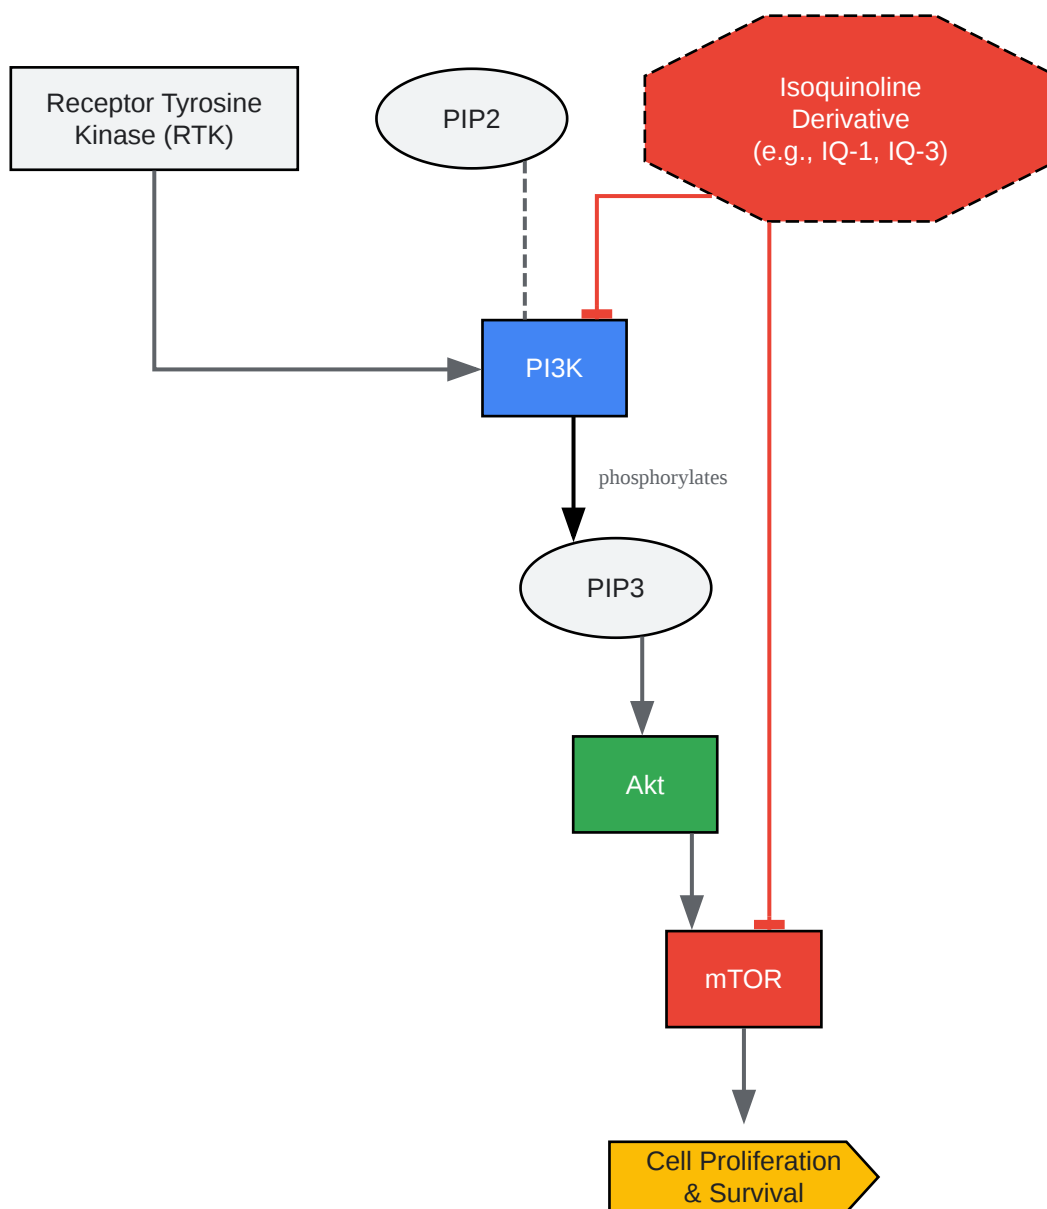 Receptor Tyrosine
Kinase (RTK)
PIP2
Isoquinoline
Derivative
(e.g., IQ-1, IQ-3)
PI3K
phosphorylates
PIP3
Akt
mTOR
Cell Proliferation
& Survival